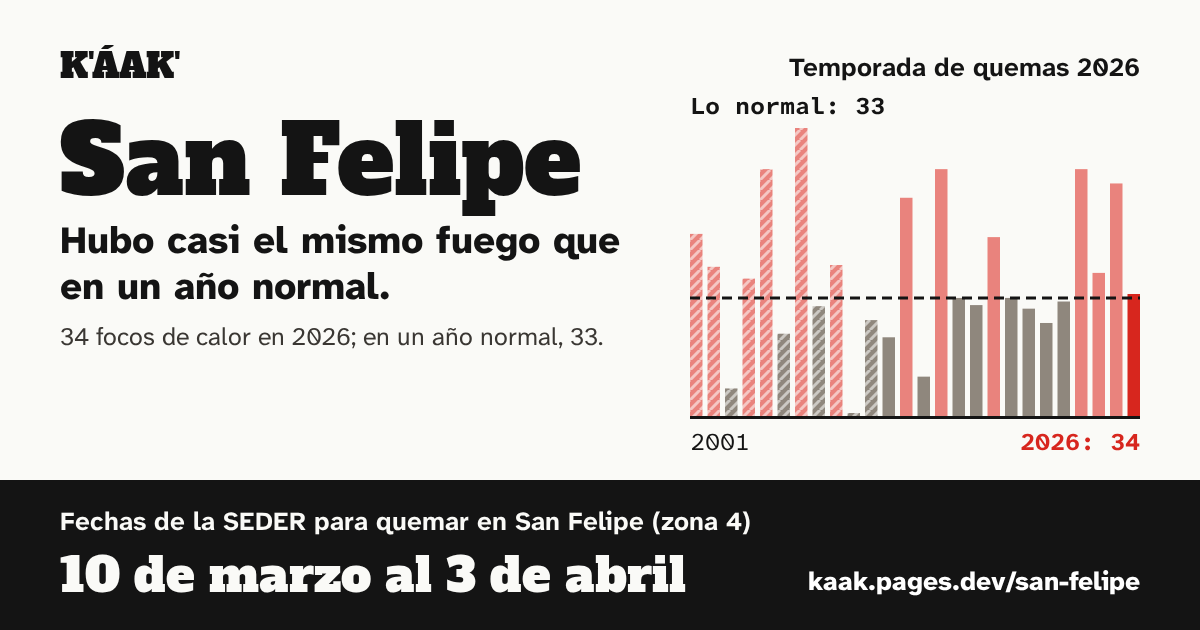 K'ÁAK'
San Felipe
Hubo casi el mismo fuego que
en un año normal.
34 focos de calor en 2026; en un año normal, 33.
Temporada de quemas 2026
Lo normal: 33
2001
2026: 34
Fechas de la SEDER para quemar en San Felipe (zona 4)
10 de marzo al 3 de abril
kaak.pages.dev/san-felipe